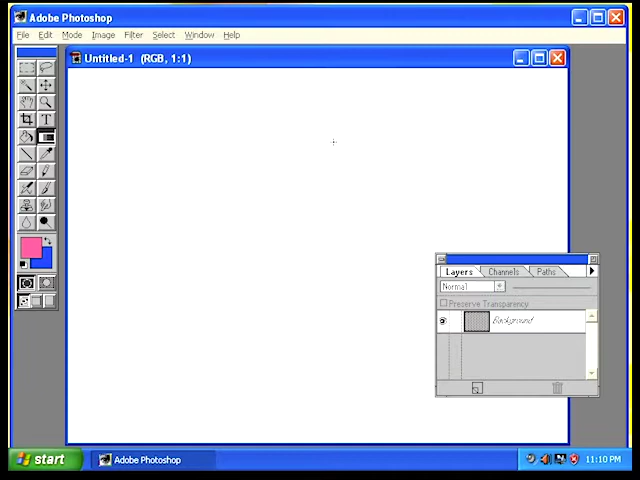 Adobe Photoshop
File Edit Mode Image Filter Select Window Help
Untitled-1 (RGB, 1:1)
T
Layers Channels Paths
Normal
Preserve Transparency
Background
start Adobe Photoshop 11:10 PM